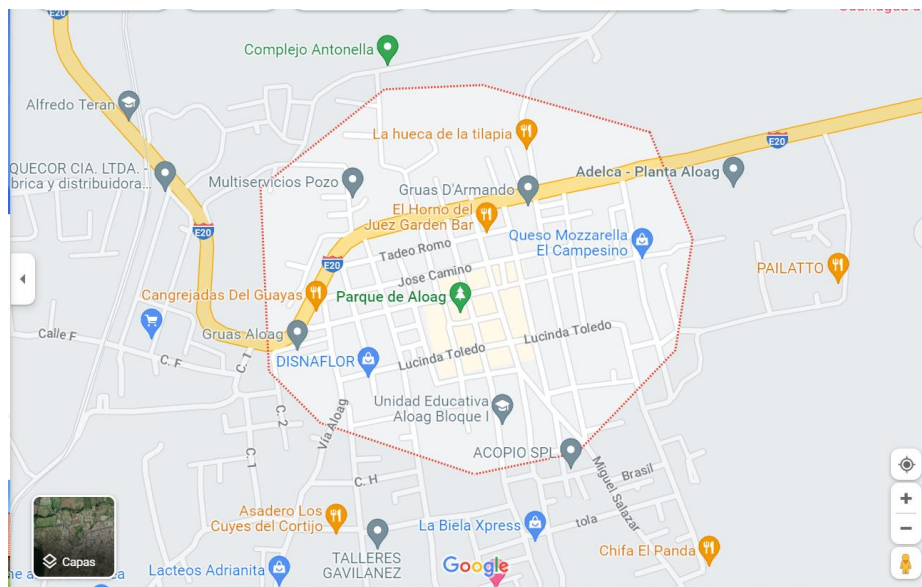 E20
Complejo Antonella
Alfredo Teran
La hueca de la tilapia
E20
QUECOR CIA. LTDA. -
brica y distribuidora...
Multiservicios Pozo
Gruas D'Armando
Adelca - Planta Aloag
El Horno del
Juez Garden Bar
E20
Queso Mozzarella
El Campesino
Tadeo Romo
E20
Jose Camino
PAILATTO
Cangrejadas Del Guayas
Parque de Aloag
Calle F
Gruas Aloag
Lucinda Toledo
C. F
C. 1
DISNAFLOR
Lucinda Toledo
Unidad Educativa
Aloag Bloque I
C. 2
Vía Aloag
C. 1
ACOPIO SPL...
C. H
Miguel Salazar
Brasil
Asadero Los
Cuyes del Cortijo
La Biela Xpress
tola
TALLERES
GAVILANEZ
Chifa El Panda
Capas
Lacteos Adrianita
Google